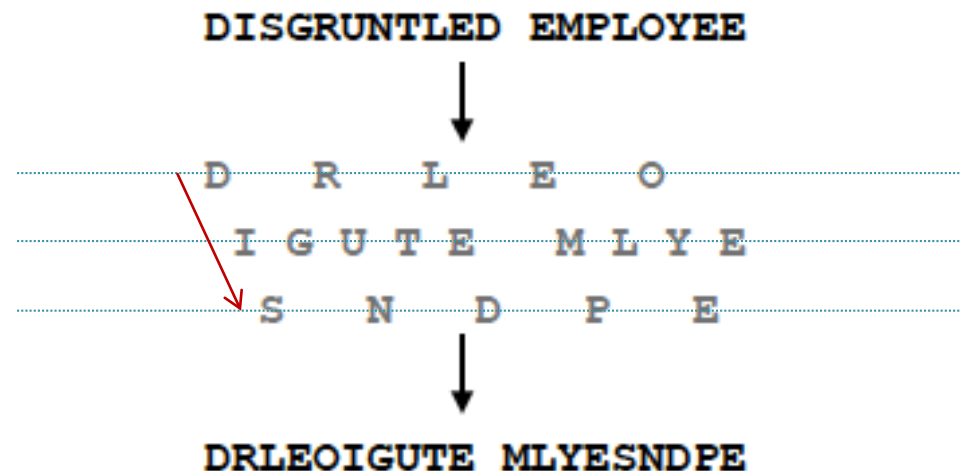 DISGRUNTLED EMPLOYEE
D R L E O
I G U T E M L Y E
S N D P E
DRLEOIGUTE MLYESNDPE